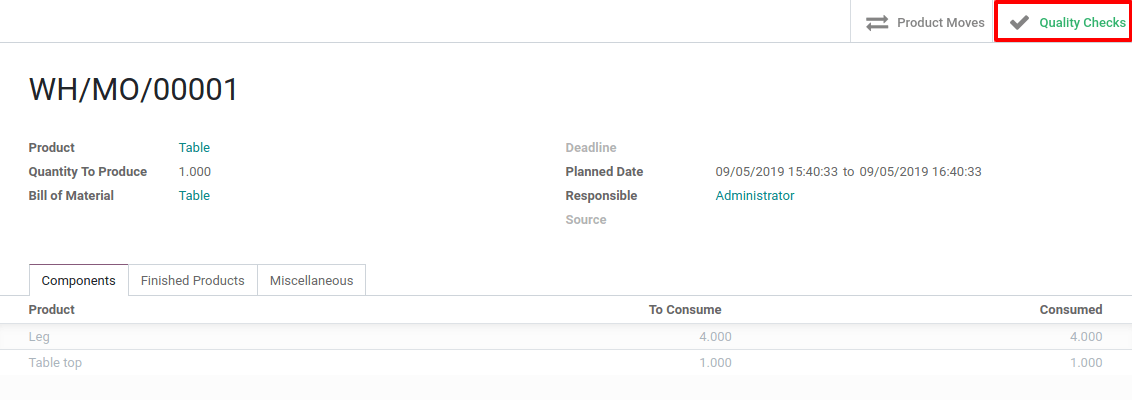 Product Moves Quality Checks
WH/MO/00001
Product Table Deadline
Quantity To Produce 1.000 Planned Date 09/05/2019 15:40:33 to 09/05/2019 16:40:33
Bill of Material Table Responsible Administrator
Source
Components Finished Products Miscellaneous
Product To Consume Consumed
Leg 4.000 4.000
Table top 1.000 1.000